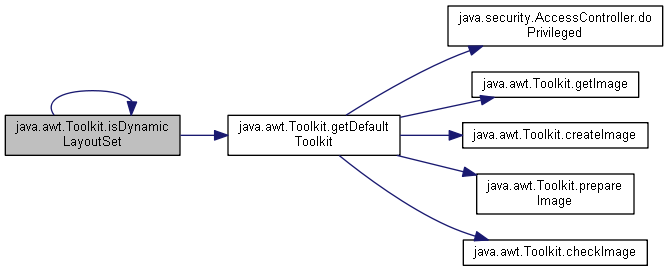 java.awt.Toolkit.isDynamic
LayoutSet
java.awt.Toolkit.getDefault
Toolkit
java.security.AccessController.do
Privileged
java.awt.Toolkit.getImage
java.awt.Toolkit.createImage
java.awt.Toolkit.prepare
Image
java.awt.Toolkit.checkImage